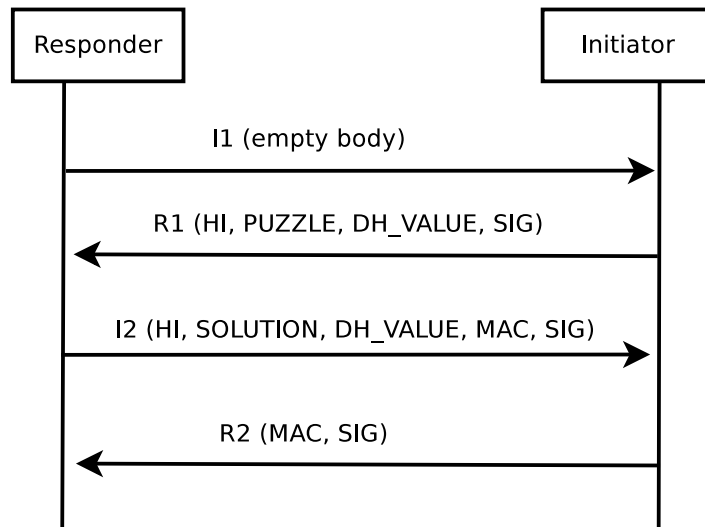 Responder
Initiator
I1 (empty body)
R1 (HI, PUZZLE, DH_VALUE, SIG)
I2 (HI, SOLUTION, DH_VALUE, MAC, SIG)
R2 (MAC, SIG)